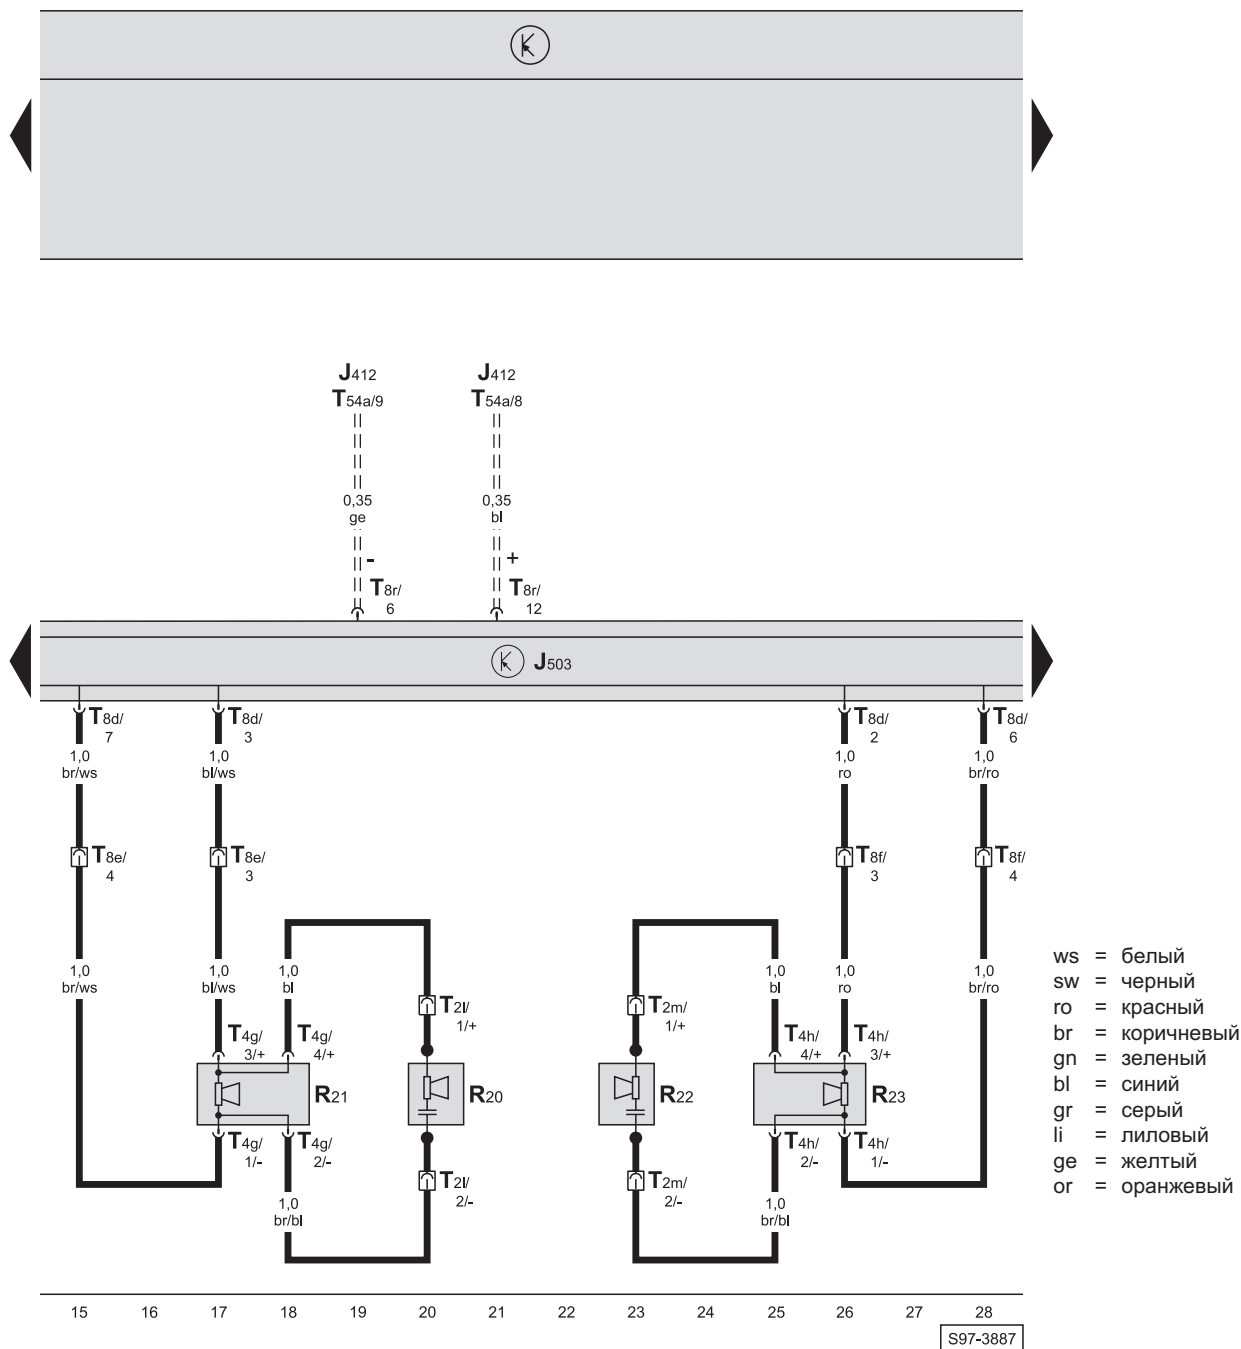 J412 J412
T54a/9 T54a/8
0,35 0,35
ge bl
- +
T8r/ T8r/
6 12
J503
T8d/ T8d/ T8d/ T8d/
7 3 2 6
1,0 1,0 1,0 1,0
br/ws bl/ws ro br/ro
T8e/ T8e/ T8f/ T8f/
4 3 3 4
1,0 1,0 1,0 1,0 1,0 1,0
br/ws bl/ws bl bl ro br/ro
T2l/ T2m/
1/+ 1/+
T4g/ T4g/ T4h/ T4h/
3/+ 4/+ 4/+ 3/+
R21 R20 R22 R23
T4g/ T4g/ T4h/ T4h/
1/- 2/- 2/- 1/-
T2l/ T2m/
2/- 2/-
1,0 1,0
br/bl br/bl
ws = белый
sw = черный
ro = красный
br = коричневый
gn = зеленый
bl = синий
gr = серый
li = лиловый
ge = желтый
or = оранжевый
15 16 17 18 19 20 21 22 23 24 25 26 27 28
S97-3887